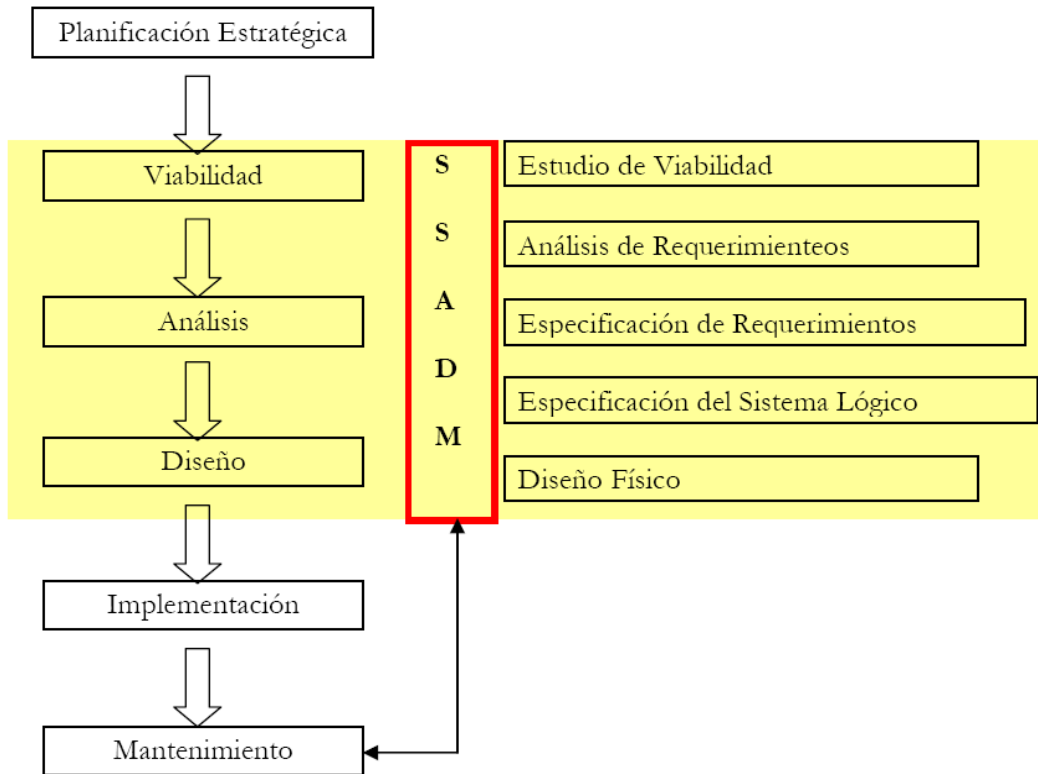 Planificación Estratégica
Viabilidad
Análisis
Diseño
Implementación
Mantenimiento
S
S
A
D
M
Estudio de Viabilidad
Análisis de Requerimienteos
Especificación de Requerimientos
Especificación del Sistema Lógico
Diseño Físico